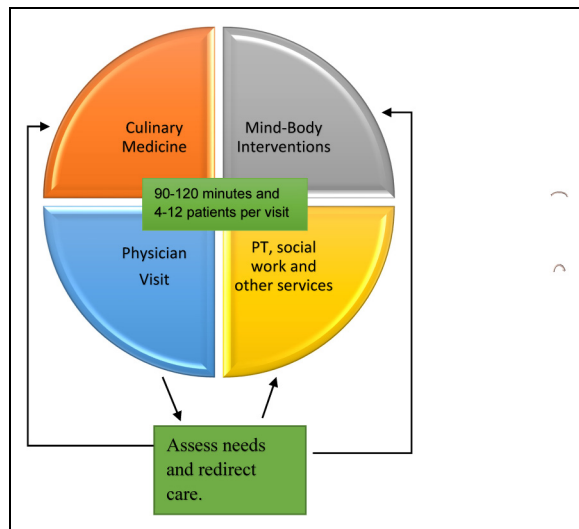 Culinary
Medicine
Mind-Body
Interventions
90-120 minutes and
4-12 patients per visit
Physician
Visit
PT, social
work and
other services
Assess needs
and redirect
care.